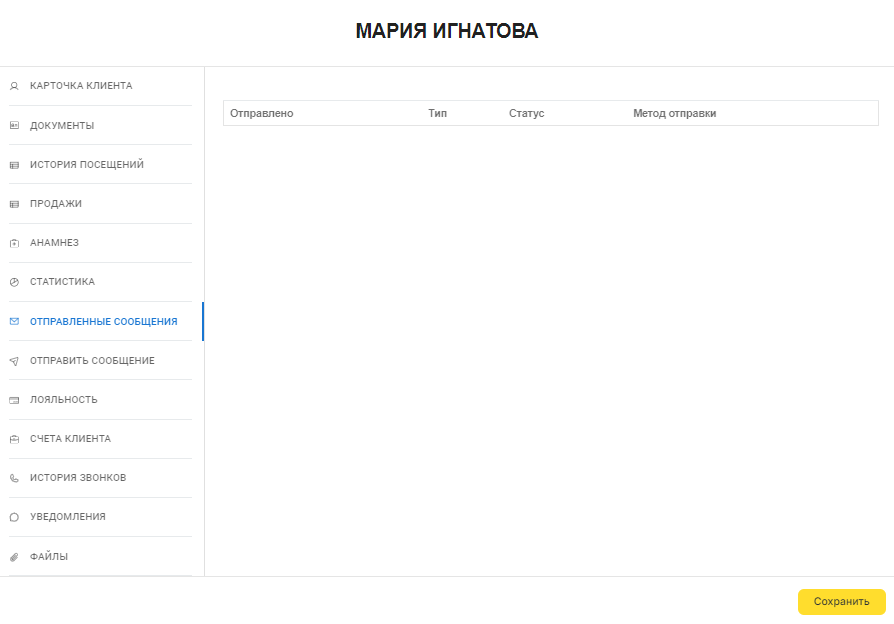 МАРИЯ ИГНАТОВА
КАРТОЧКА КЛИЕНТА
ДОКУМЕНТЫ
ИСТОРИЯ ПОСЕЩЕНИЙ
ПРОДАЖИ
АНАМНЕЗ
СТАТИСТИКА
ОТПРАВЛЕННЫЕ СООБЩЕНИЯ
ОТПРАВИТЬ СООБЩЕНИЕ
ЛОЯЛЬНОСТЬ
СЧЕТА КЛИЕНТА
ИСТОРИЯ ЗВОНКОВ
УВЕДОМЛЕНИЯ
ФАЙЛЫ
Отправлено Тип Статус Метод отправки
Сохранить